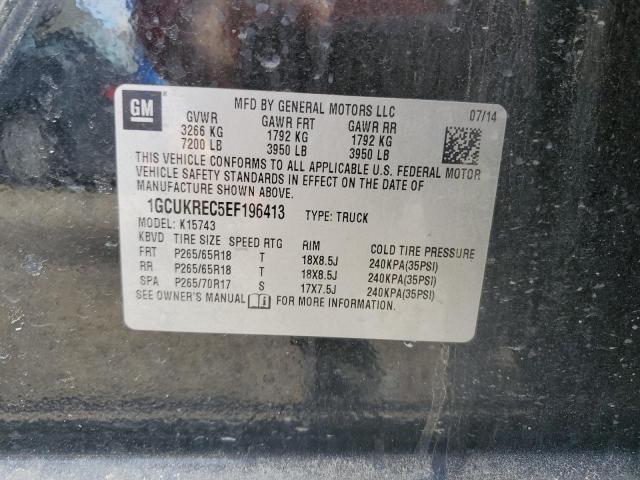 GM
MFD BY GENERAL MOTORS LLC 07/14
GVWR GAWR FRT GAWR RR
3266 KG 1792 KG 1792 KG
7200 LB 3950 LB 3950 LB
THIS VEHICLE CONFORMS TO ALL APPLICABLE U.S. FEDERAL MOTOR
VEHICLE SAFETY STANDARDS IN EFFECT ON THE DATE OF
MANUFACTURE SHOWN ABOVE.
1GCUKREC5EF196413 TYPE: TRUCK
MODEL: K15743
KBVD TIRE SIZE SPEED RTG RIM COLD TIRE PRESSURE
FRT P265/65R18 T 18X8.5J 240KPA(35PSI)
RR P265/65R18 T 18X8.5J 240KPA(35PSI)
SPA P265/70R17 S 17X7.5J 240KPA(35PSI)
SEE OWNER'S MANUAL FOR MORE INFORMATION.